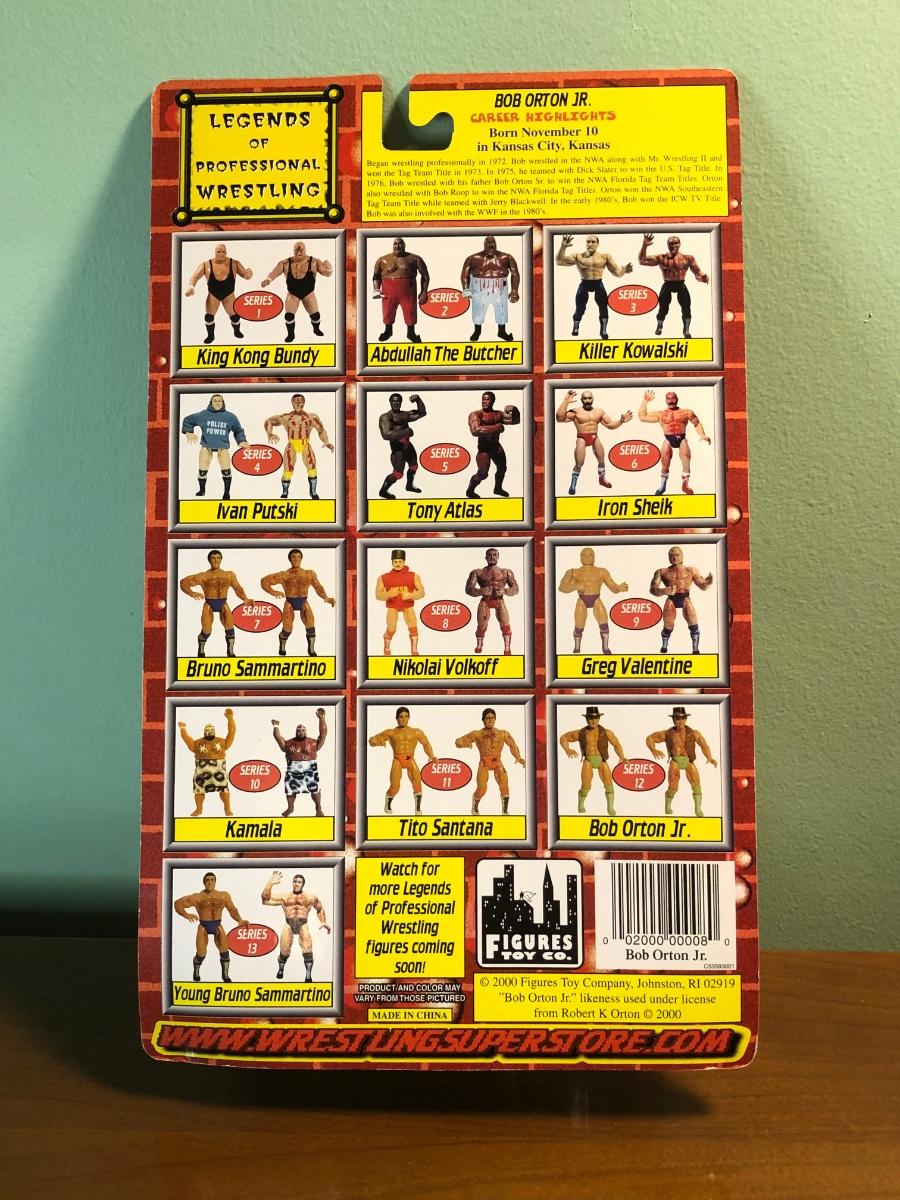 LEGENDS
OF
PROFESSIONAL
WRESTLING
BOB ORTON JR.
CAREER HIGHLIGHTS
Born November 10
in Kansas City, Kansas
Began wrestling professionally in 1972. Bob wrestled in the NWA along with Mr. Wrestling II and
won the Tag Team Title in 1973. In 1975, he teamed with Dick Slater to win the U.S. Tag Title. In
1976, Bob wrestled with his father Bob Orton Sr. to win the NWA Florida Tag Team Titles. Orton
also wrestled with Bob Roop to win the NWA Florida Tag Titles. Orton won the NWA Southeastern
Tag Team Title while teamed with Jerry Blackwell. In the early 1980's, Bob won the ICW TV Title.
Bob was also involved with the WWF in the 1980's.
SERIES
1
King Kong Bundy
SERIES
2
Abdullah The Butcher
SERIES
3
Killer Kowalski
POLISH
POWER
SERIES
4
Ivan Putski
SERIES
5
Tony Atlas
SERIES
6
Iron Sheik
SERIES
7
Bruno Sammartino
SERIES
8
Nikolai Volkoff
SERIES
9
Greg Valentine
SERIES
10
Kamala
SERIES
11
Tito Santana
SERIES
12
Bob Orton Jr.
SERIES
13
Young Bruno Sammartino
Watch for
more Legends
of Professional
Wrestling
figures coming
soon!
PRODUCT AND COLOR MAY
VARY FROM THOSE PICTURED
MADE IN CHINA
FIGURES
TOY CO.
0 02000 00008 0
Bob Orton Jr.
CS3593001
© 2000 Figures Toy Company, Johnston, RI 02919
"Bob Orton Jr." likeness used under license
from Robert K Orton © 2000
WWW.WRESTLINGSUPERSTORE.COM